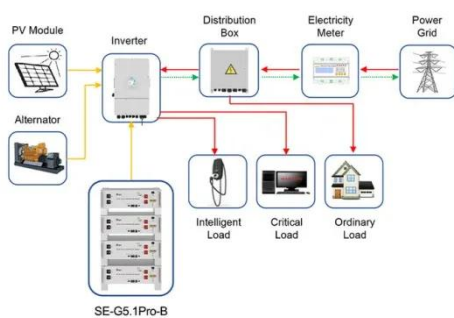 PV Module
Inverter
Distribution
Box
Electricity
Meter
Power
Grid
Alternator
Intelligent
Load
Critical
Load
Ordinary
Load
SE-G5.1Pro-B